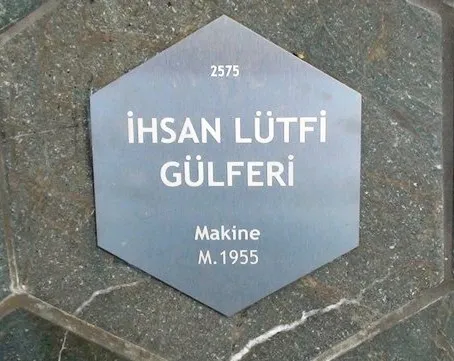 2575
İHSAN LÜTFİ
GÜLFERİ
Makine
M.1955